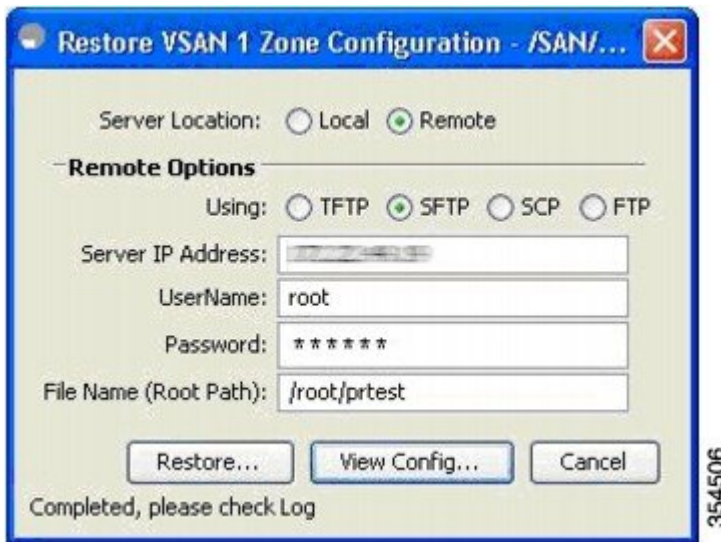 Restore VSAN 1 Zone Configuration - /SAN/...
Server Location: Local Remote
Remote Options
Using: TFTP SFTP SCP FTP
Server IP Address:
UserName: root
Password: ******
File Name (Root Path): /root/prtest
Restore... View Config... Cancel
Completed, please check Log
354506